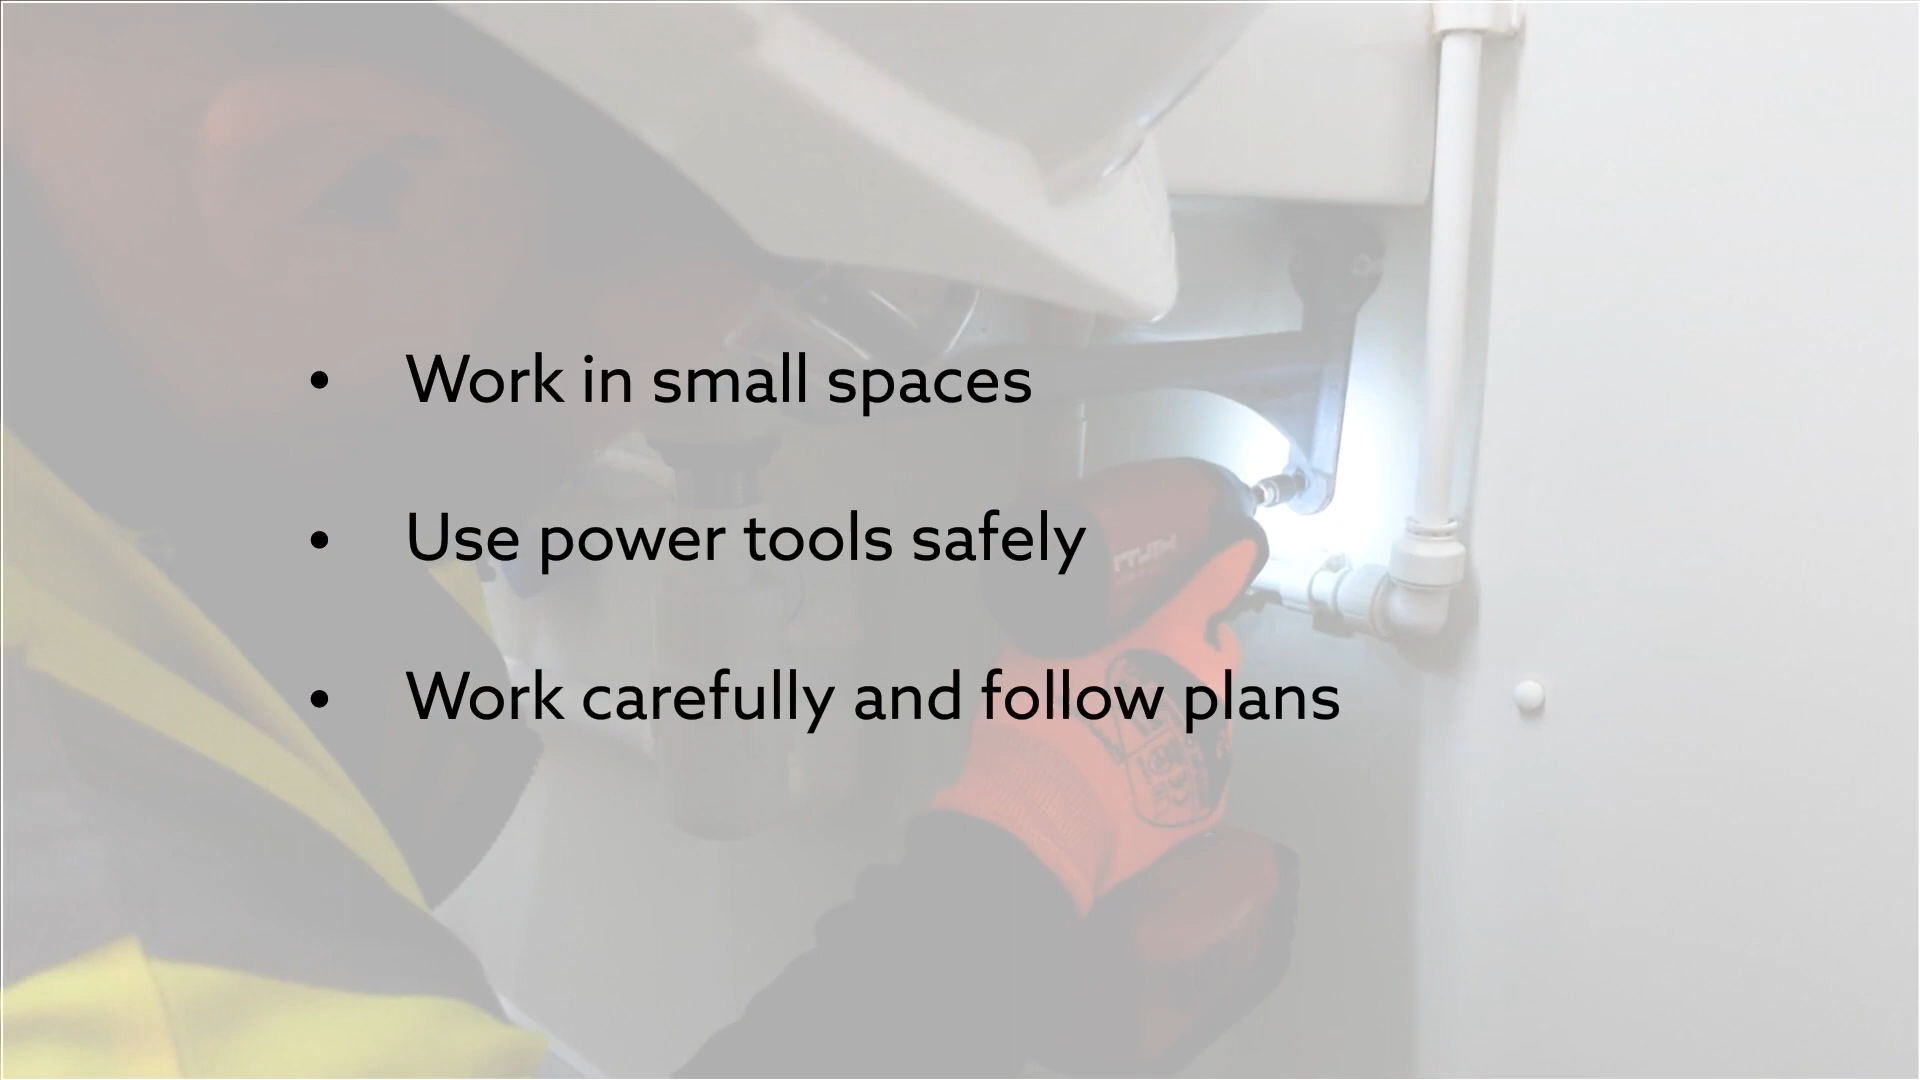 • Work in small spaces
• Use power tools safely
• Work carefully and follow plans